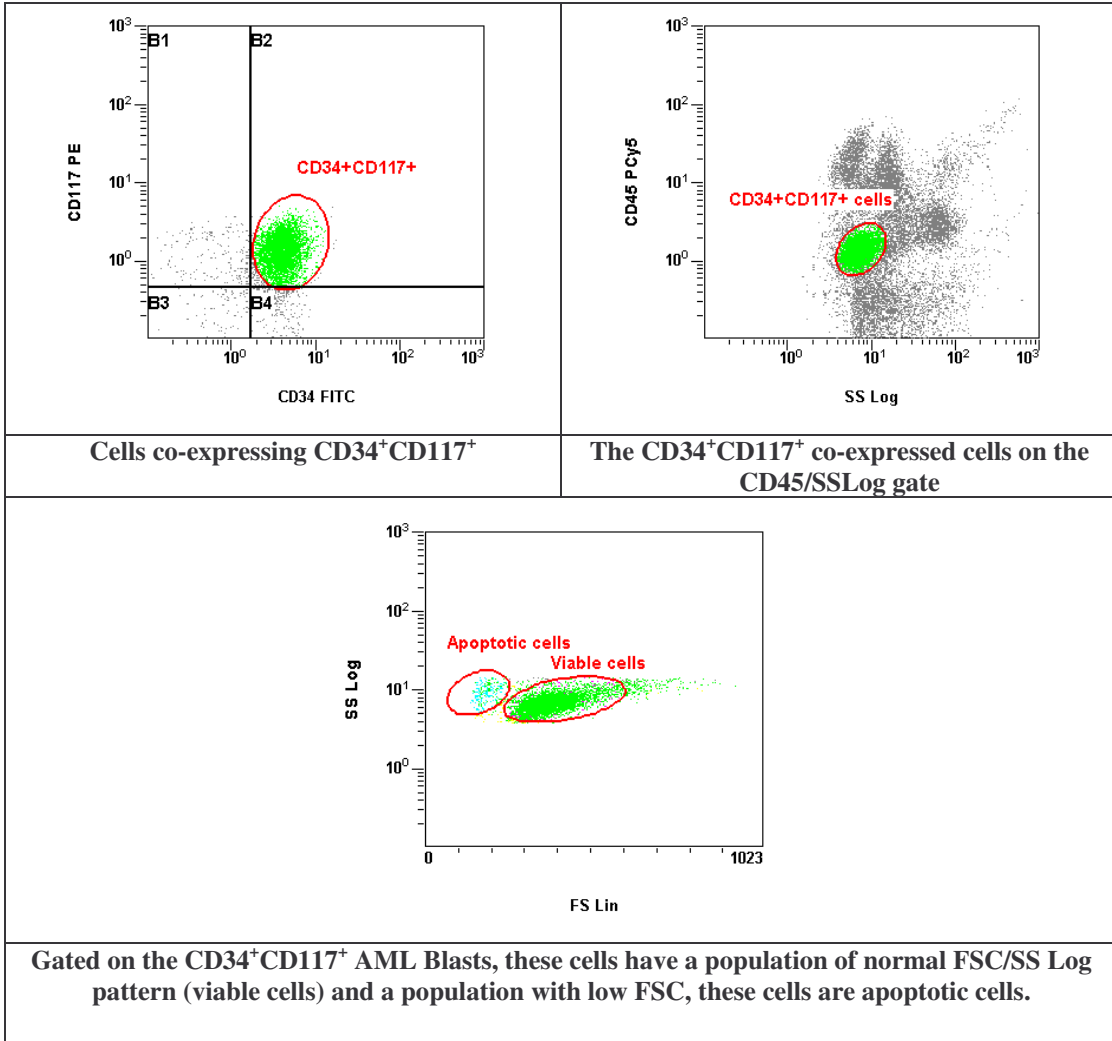 10³
B1
B2
10²
CD117 PE
CD34+CD117+
10¹
10⁰
B3
B4
10⁰
10¹
10²
10³
CD34 FITC
10³
10²
CD45 PCy5
10¹
CD34+CD117+ cells
10⁰
10⁰
10¹
10²
10³
SS Log
Cells co-expressing CD34⁺CD117⁺
The CD34⁺CD117⁺ co-expressed cells on the
CD45/SSLog gate
10³
10²
SS Log
Apoptotic cells
Viable cells
10¹
10⁰
0
1023
FS Lin
Gated on the CD34⁺CD117⁺ AML Blasts, these cells have a population of normal FSC/SS Log
pattern (viable cells) and a population with low FSC, these cells are apoptotic cells.